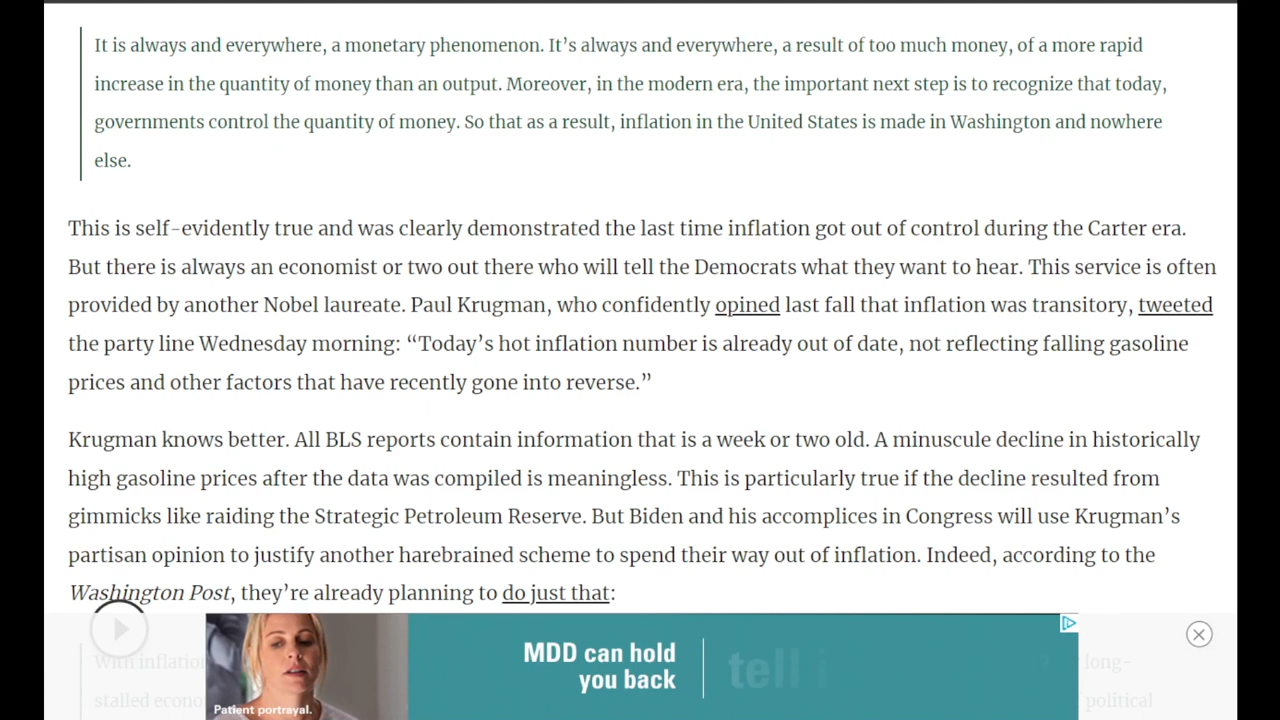 It is always and everywhere, a monetary phenomenon. It’s always and everywhere, a result of too much money, of a more rapid
increase in the quantity of money than an output. Moreover, in the modern era, the important next step is to recognize that today,
governments control the quantity of money. So that as a result, inflation in the United States is made in Washington and nowhere
else.
This is self-evidently true and was clearly demonstrated the last time inflation got out of control during the Carter era.
But there is always an economist or two out there who will tell the Democrats what they want to hear. This service is often
provided by another Nobel laureate. Paul Krugman, who confidently opined last fall that inflation was transitory, tweeted
the party line Wednesday morning: “Today’s hot inflation number is already out of date, not reflecting falling gasoline
prices and other factors that have recently gone into reverse.”
Krugman knows better. All BLS reports contain information that is a week or two old. A minuscule decline in historically
high gasoline prices after the data was compiled is meaningless. This is particularly true if the decline resulted from
gimmicks like raiding the Strategic Petroleum Reserve. But Biden and his accomplices in Congress will use Krugman’s
partisan opinion to justify another harebrained scheme to spend their way out of inflation. Indeed, according to the
Washington Post, they’re already planning to do just that:
MDD can hold
you back
tell
Patient portrayal.
With inflation long-
stalled political